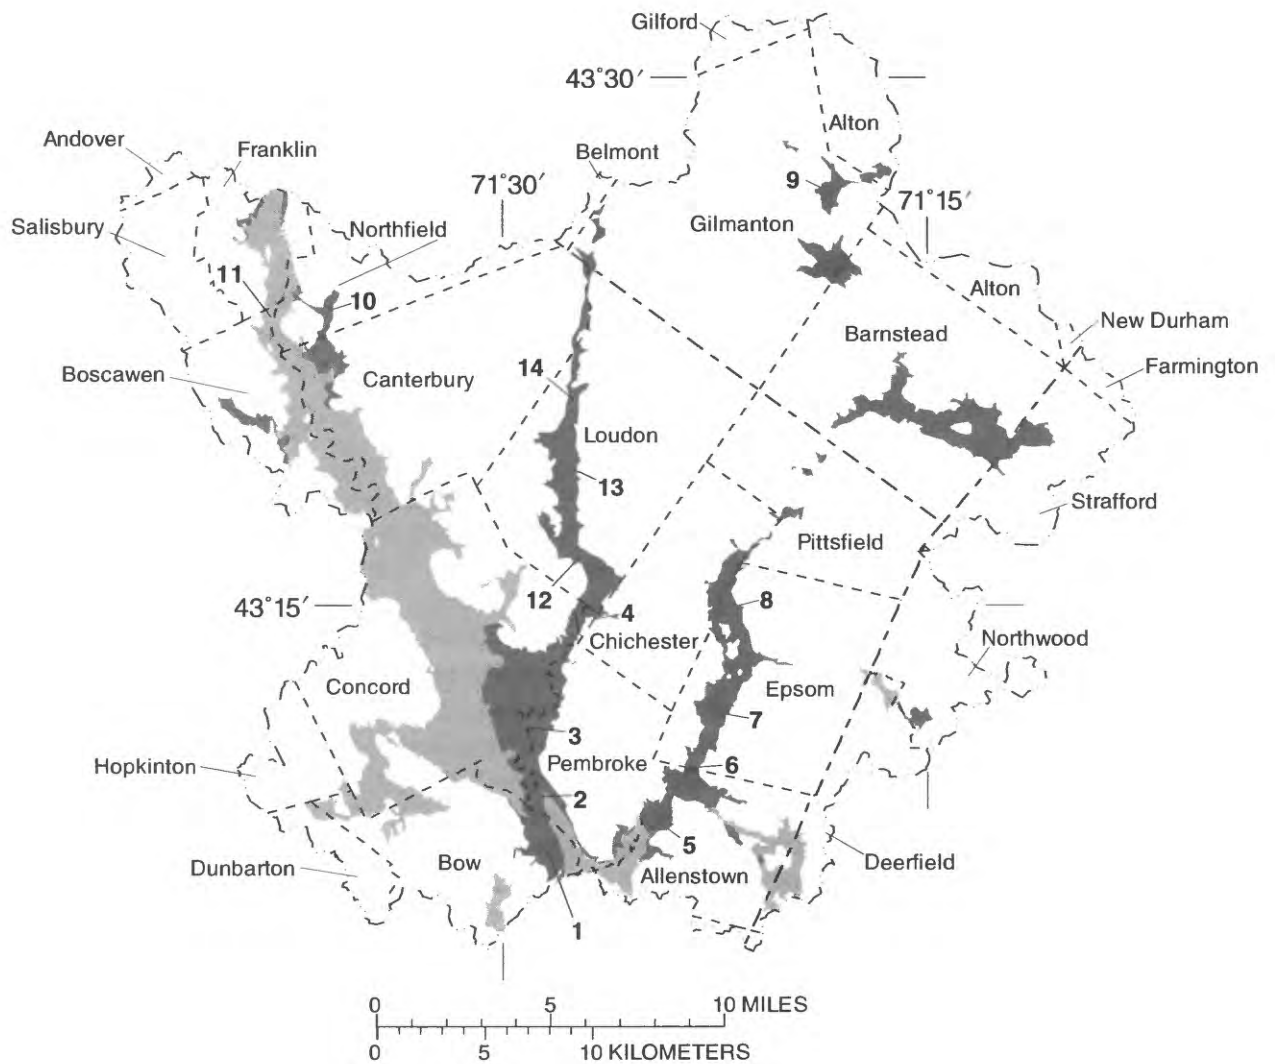 Gilford
43°30′
Alton
Andover
Franklin
Belmont
71°30′
9
71°15′
Salisbury
Northfield
Gilmanton
11
10
Alton
New Durham
Barnstead
Boscawen
Canterbury
14
Farmington
Loudon
13
Strafford
Pittsfield
43°15′
12
4
8
Chichester
Northwood
Concord
Epsom
7
3
Hopkinton
Pembroke
6
2
5
Dunbarton
Bow
Allenstown
Deerfield
1
0 5 10 MILES
0 5 10 KILOMETERS